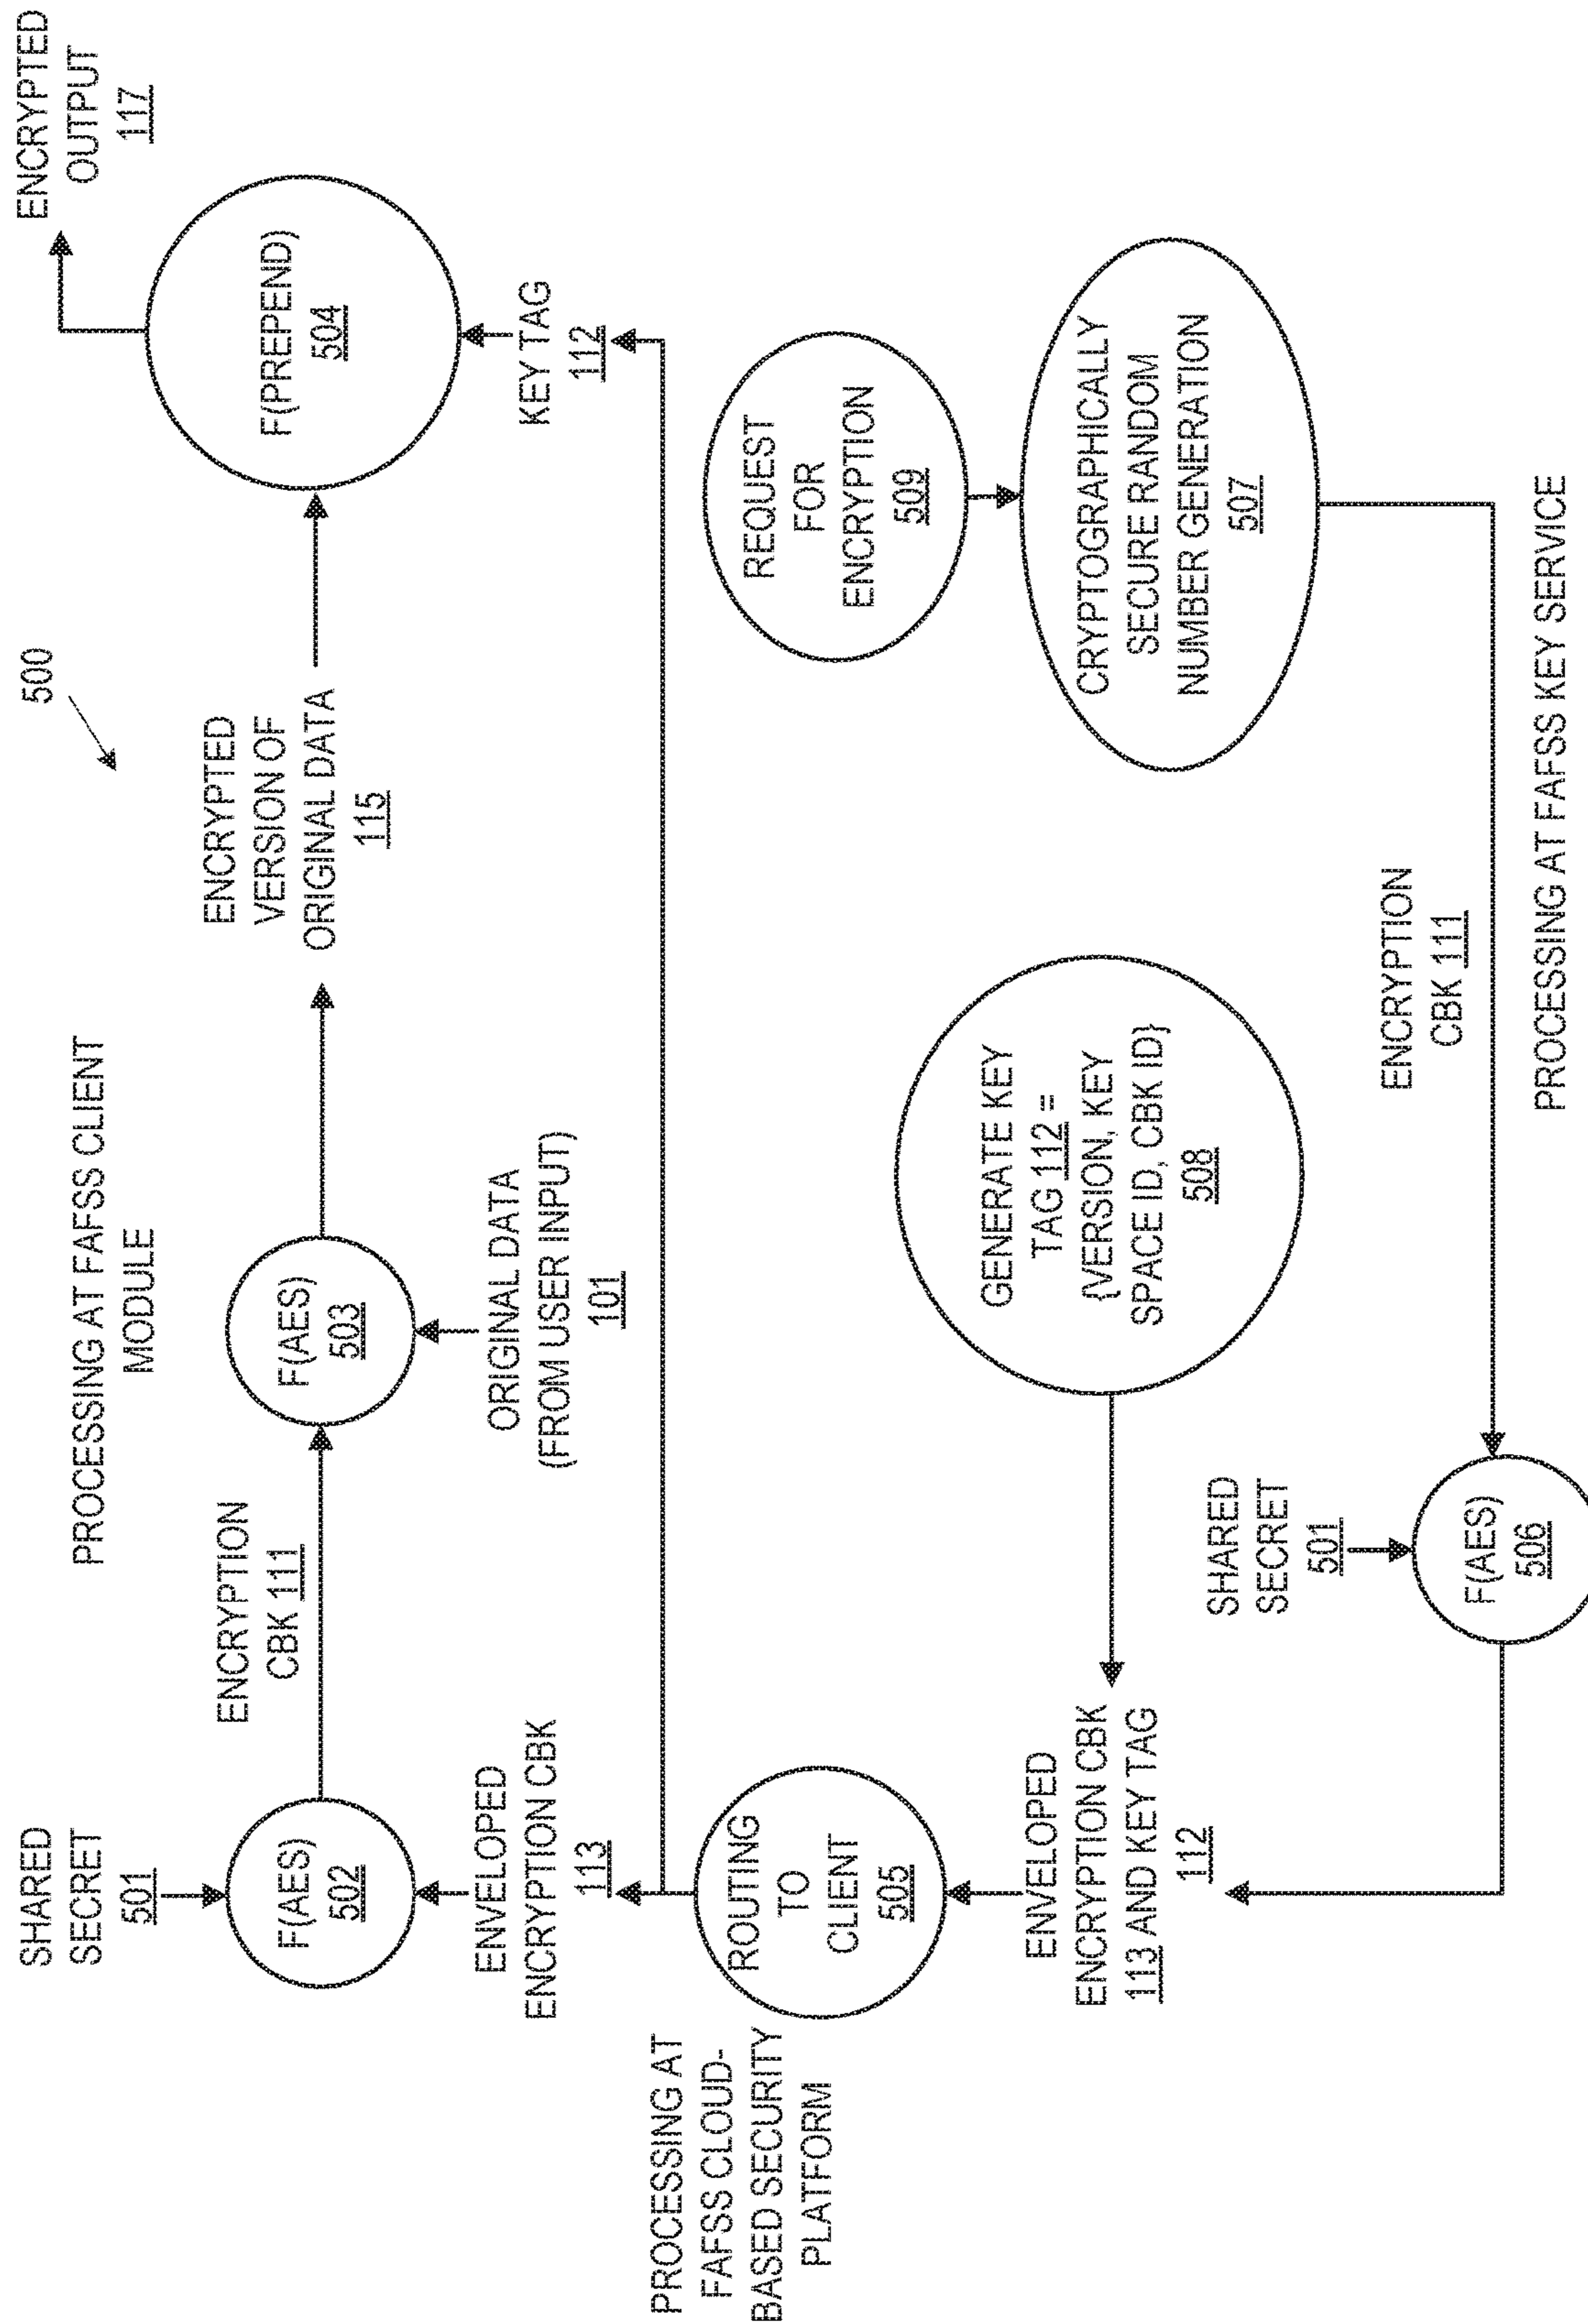 500
PROCESSING AT FAFSS CLIENT
MODULE
SHARED
SECRET
501
F(AES)
502
ENCRYPTION
CBK 111
F(AES)
503
ENCRYPTED
VERSION OF
ORIGINAL DATA
115
F(PREPEND)
504
ENCRYPTED
OUTPUT
117
ENVELOPED
ENCRYPTION CBK
113
ORIGINAL DATA
(FROM USER INPUT)
101
KEY TAG
112
PROCESSING AT
FAFSS CLOUD-
BASED SECURITY
PLATFORM
ROUTING
TO
CLIENT
505
REQUEST
FOR
ENCRYPTION
509
ENVELOPED
ENCRYPTION CBK
113 AND KEY TAG
112
GENERATE KEY
TAG 112 =
{VERSION, KEY
SPACE ID, CBK ID}
508
CRYPTOGRAPHICALLY
SECURE RANDOM
NUMBER GENERATION
507
SHARED
SECRET
501
F(AES)
506
ENCRYPTION
CBK 111
PROCESSING AT FAFSS KEY SERVICE